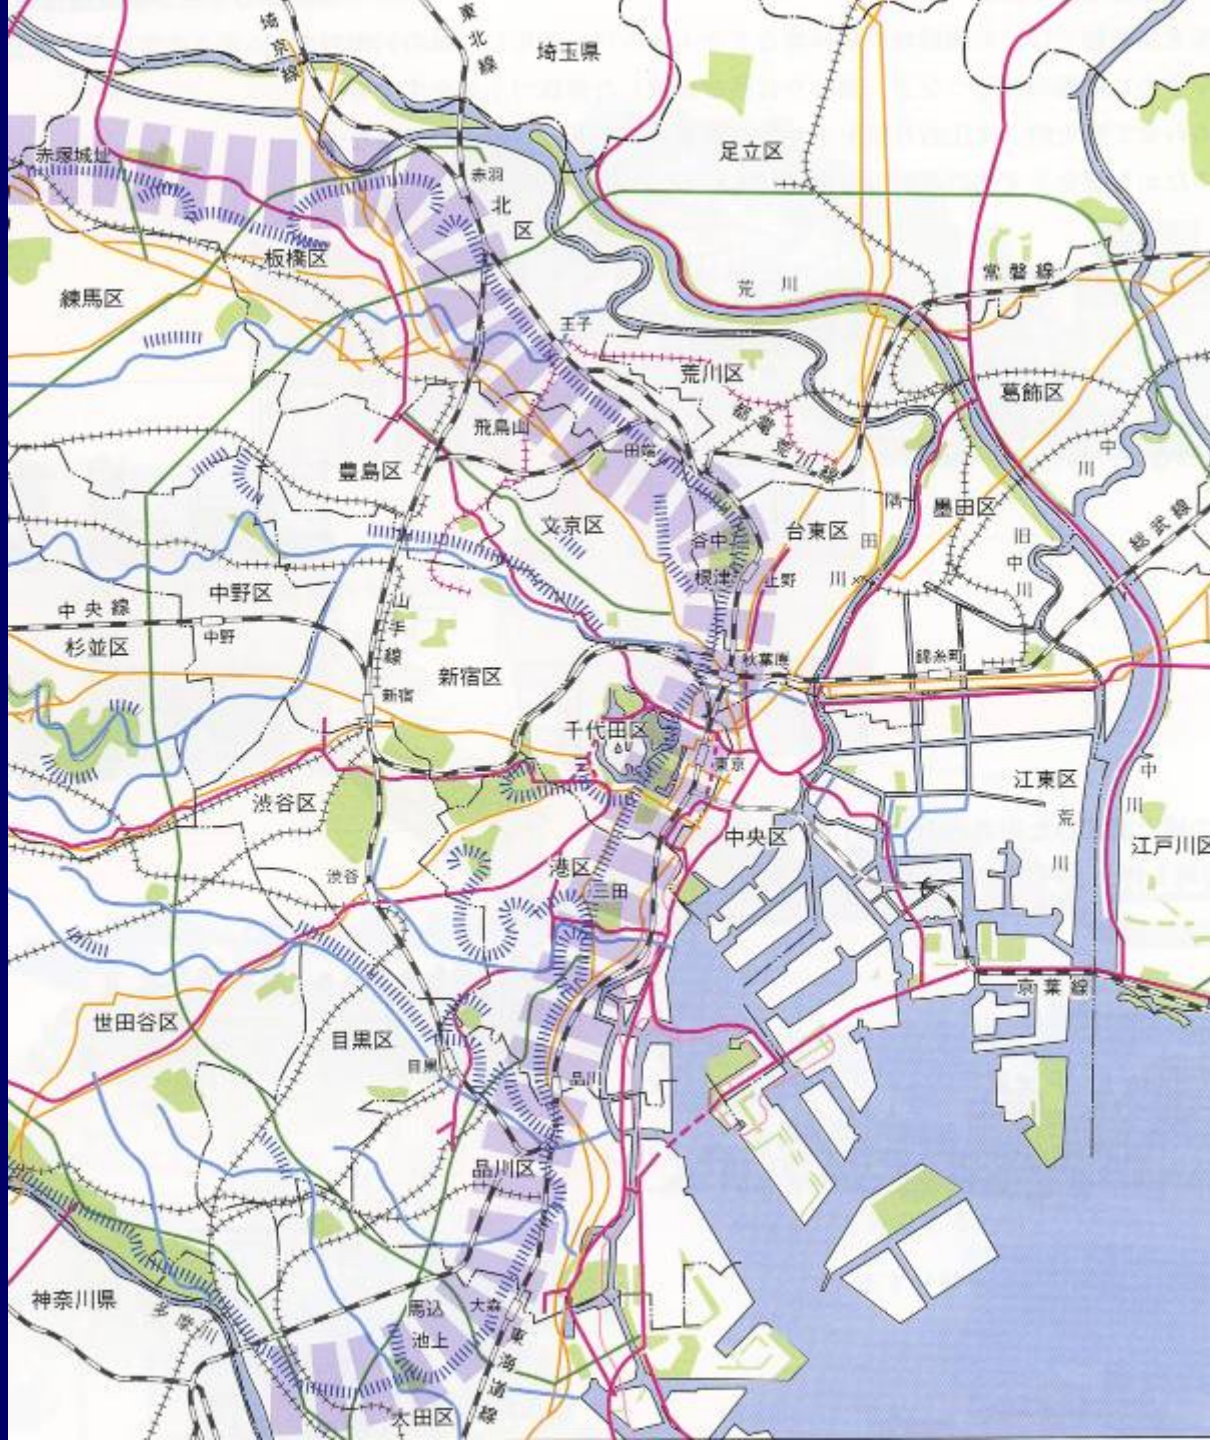 埼京線
東北線
埼玉県
足立区
赤塚城址
赤羽
北区
板橋区
練馬区
荒川
常磐線
王子
荒川区
葛飾区
都電荒川線
飛鳥山
田端
豊島区
文京区
谷中
台東区
隅田川
墨田区
旧中川
中川
総武線
根津
上野
中野区
中央線
中野
杉並区
山手線
新宿区
新宿
秋葉原
錦糸町
千代田区
東京
江東区
中川
荒川
江戸川区
渋谷区
中央区
港区
三田
渋谷
京葉線
世田谷区
目黒区
目黒
品川
品川区
神奈川県
多摩川
馬込
大森
池上
東海道線
大田区